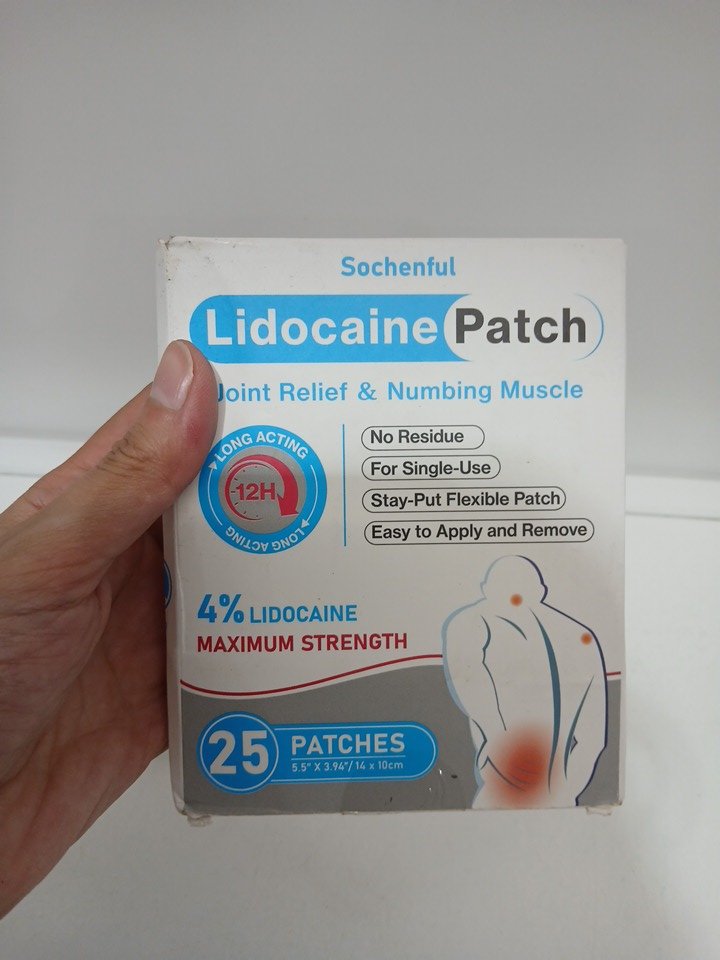 Sochenful
Lidocaine Patch
Joint Relief & Numbing Muscle
LONG ACTING
12H
LONG ACTING
No Residue
For Single-Use
Stay-Put Flexible Patch
Easy to Apply and Remove
4% LIDOCAINE
MAXIMUM STRENGTH
25 PATCHES
5.5" X 3.94"/ 14 x 10cm